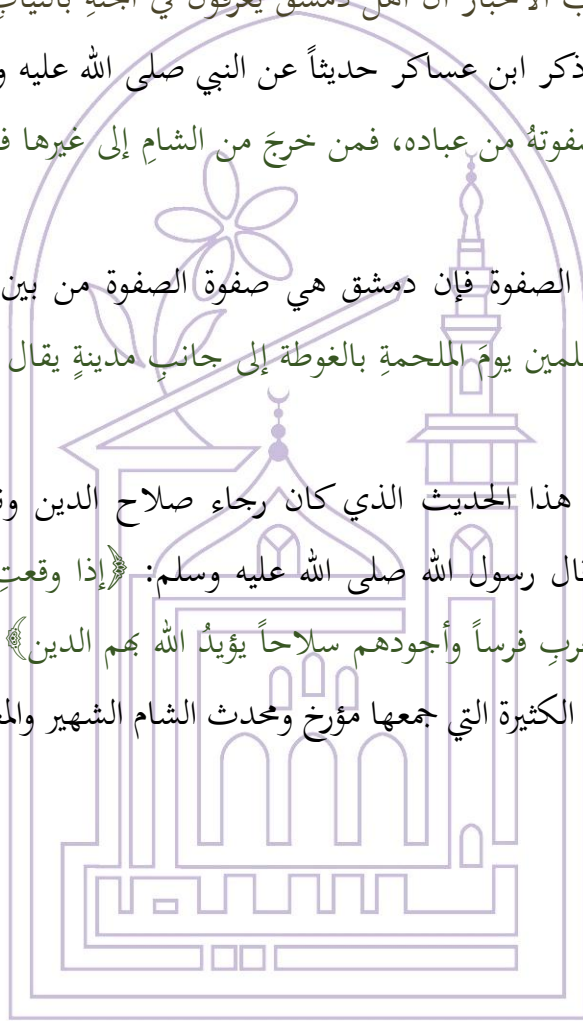 الاخبار أن أهل دمشق يعرفون في الجنةِ بالثيابِ
ذكر ابن عساكر حديثاً عن النبي صلى الله عليه و
صفوتهُ من عباده، فمن خرجَ من الشامِ إلى غيرها ف
الصفوة فإن دمشق هي صفوة الصفوة من بين
لمين يومَ الملحمةِ بالغوطة إلى جانبِ مدينةٍ يقال
هذا الحديث الذي كان رجاء صلاح الدين وق
قال رسول الله صلى الله عليه وسلم: ﴿إذا وقعتِ
عربِ فرساً وأجودهم سلاحاً يؤيدُ الله بهم الدين﴾
الكثيرة التي جمعها مؤرخ ومحدث الشام الشهير والم